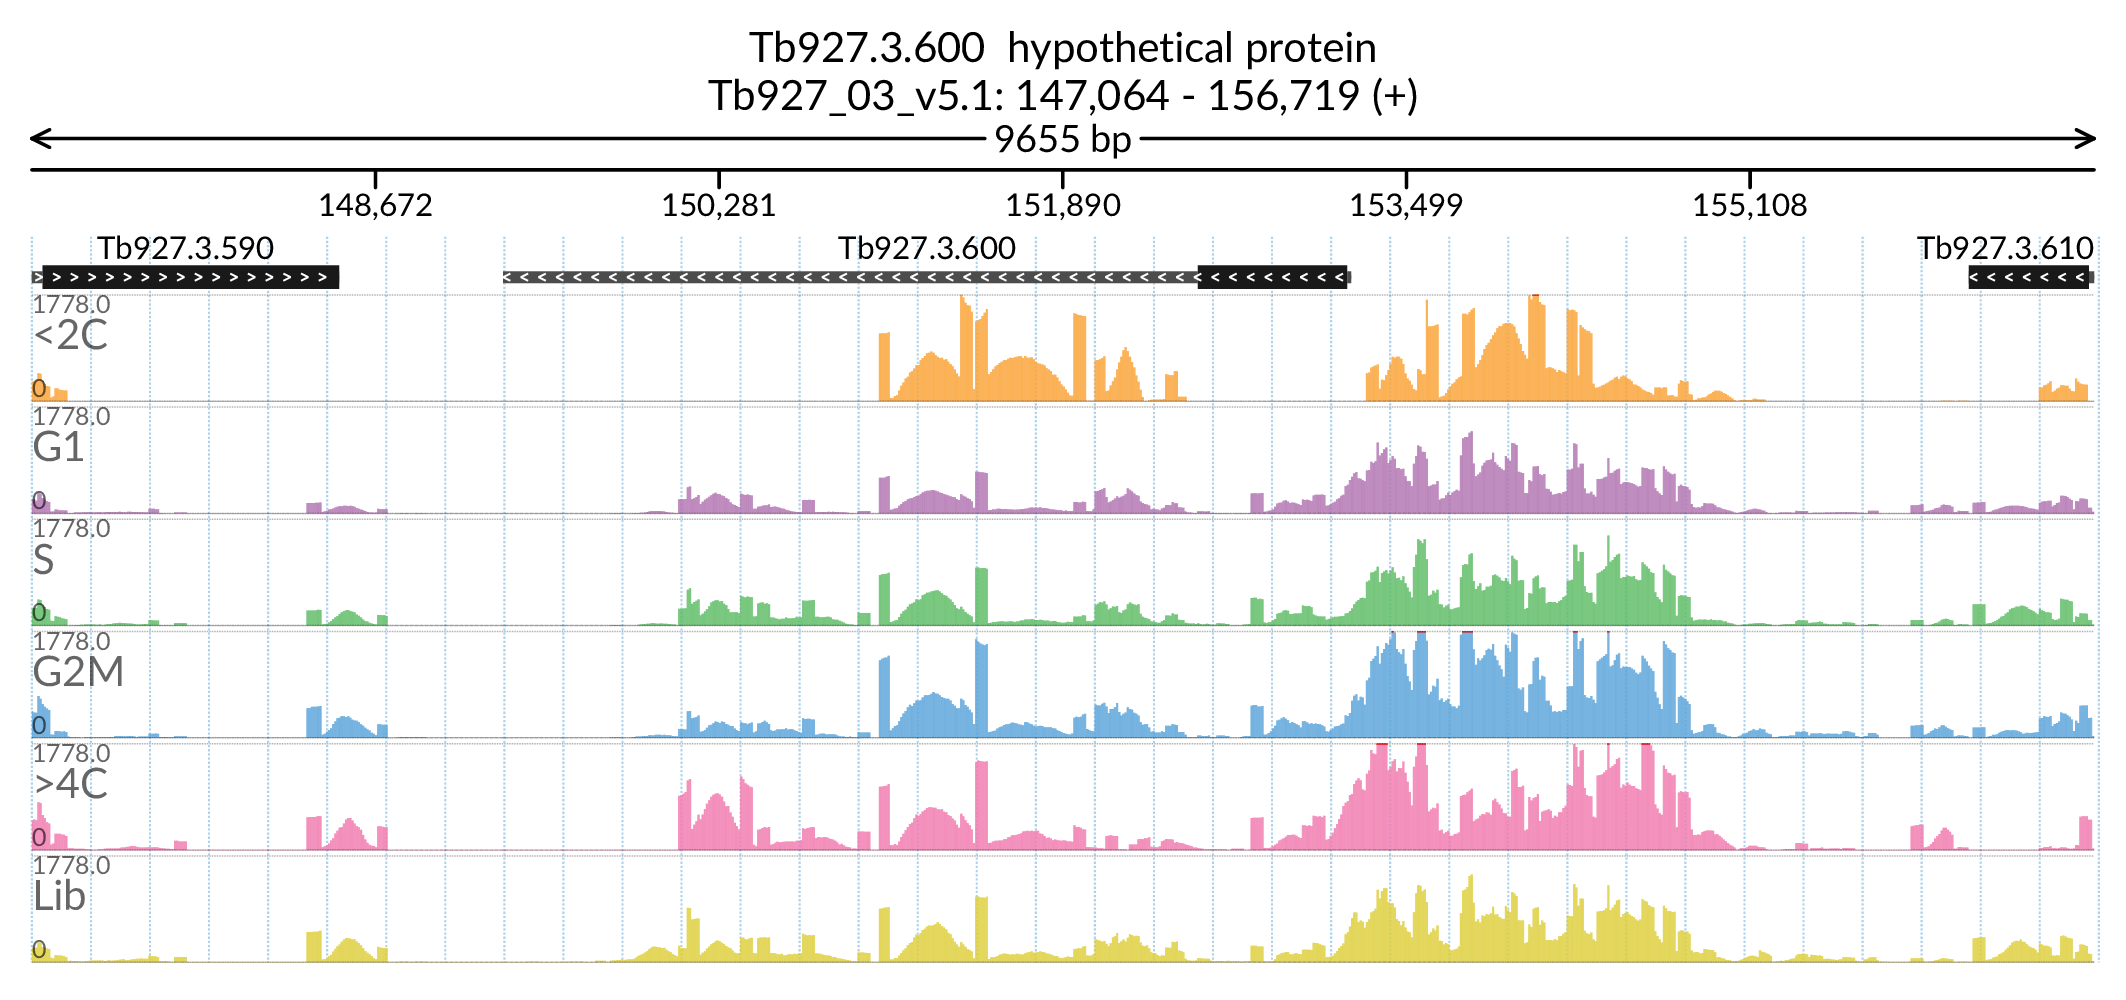 Tb927.3.600  hypothetical protein
Tb927_03_v5.1: 147,064 - 156,719 (+)
9655 bp
148,672 150,281 151,890 153,499 155,108
Tb927.3.590 Tb927.3.600 Tb927.3.610
1778.0
<2C
0
1778.0
G1
0
1778.0
S
0
1778.0
G2M
0
1778.0
>4C
0
1778.0
Lib
0